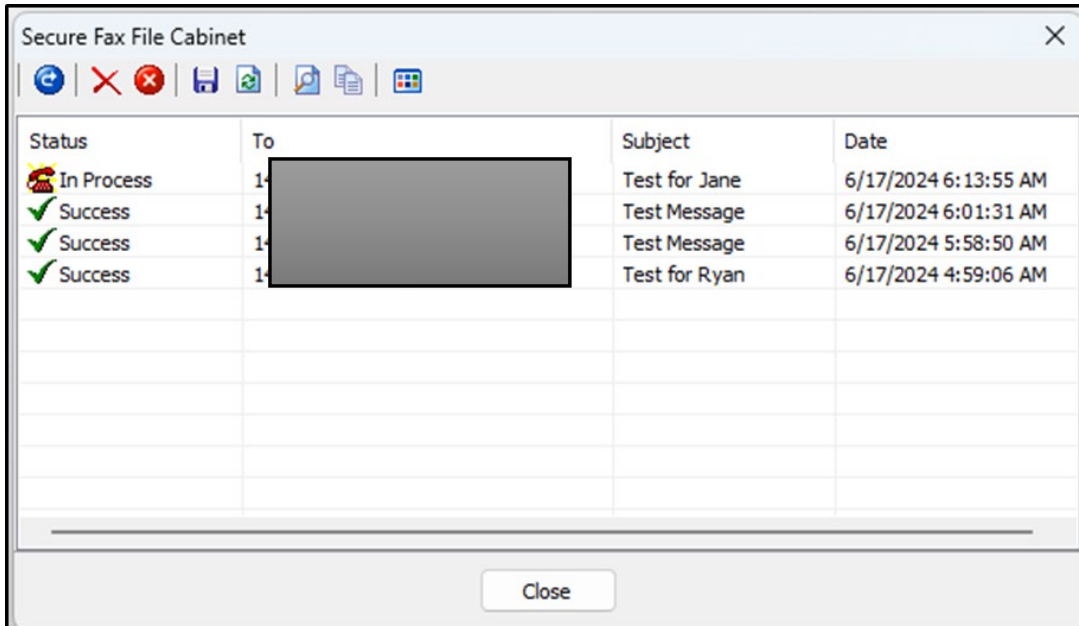 Secure Fax File Cabinet
Status To Subject Date
In Process 14 Test for Jane 6/17/2024 6:13:55 AM
Success 14 Test Message 6/17/2024 6:01:31 AM
Success 14 Test Message 6/17/2024 5:58:50 AM
Success 14 Test for Ryan 6/17/2024 4:59:06 AM
Close